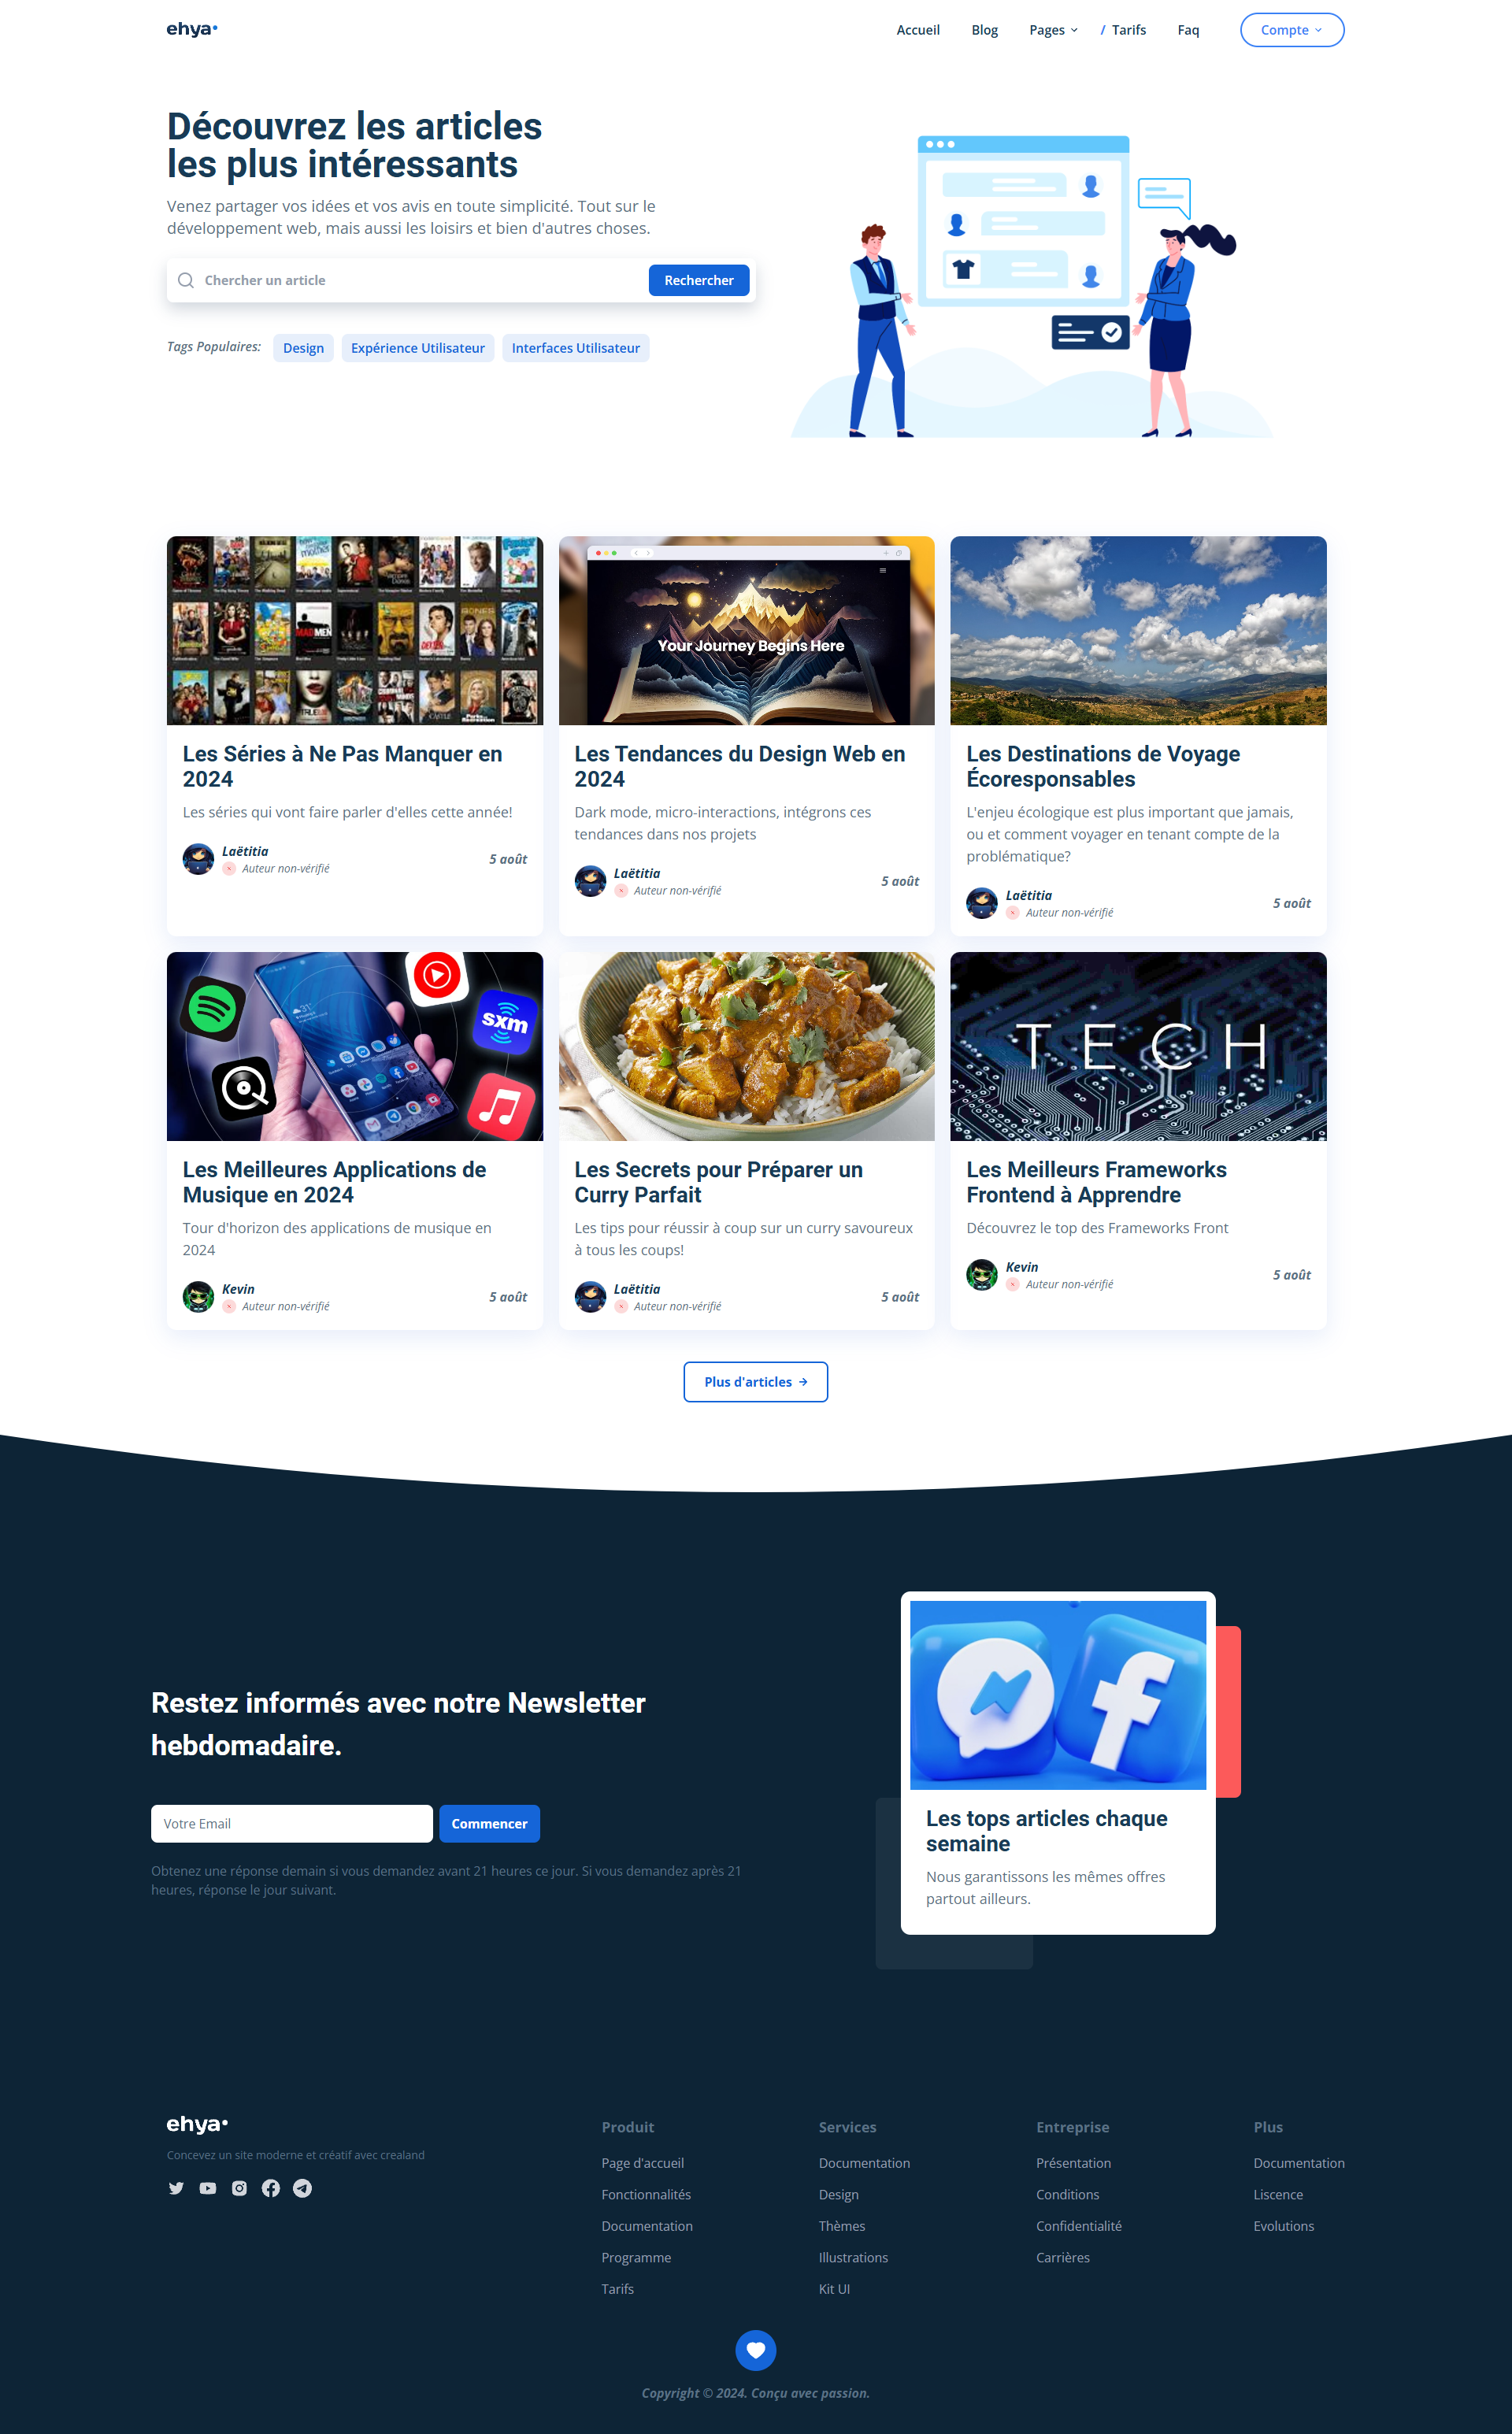 ehya
Accueil
Blog
Pages
/ Tarifs
Faq
Compte
Découvrez les articles
les plus intéressants
Venez partager vos idées et vos avis en toute simplicité. Tout sur le
développement web, mais aussi les loisirs et bien d'autres choses.
Chercher un article
Rechercher
Tags Populaires:
Design
Expérience Utilisateur
Interfaces Utilisateur
MAD MEN
BONES
Your Journey Begins Here
Les Séries à Ne Pas Manquer en
2024
Les séries qui vont faire parler d'elles cette année!
Laëtitia
Auteur non-vérifié
5 août
Les Tendances du Design Web en
2024
Dark mode, micro-interactions, intégrons ces
tendances dans nos projets
Laëtitia
Auteur non-vérifié
5 août
Les Destinations de Voyage
Écoresponsables
L'enjeu écologique est plus important que jamais,
ou et comment voyager en tenant compte de la
problématique?
Laëtitia
Auteur non-vérifié
5 août
sxm
TECH
Les Meilleures Applications de
Musique en 2024
Tour d'horizon des applications de musique en
2024
Kevin
Auteur non-vérifié
5 août
Les Secrets pour Préparer un
Curry Parfait
Les tips pour réussir à coup sur un curry savoureux
à tous les coups!
Laëtitia
Auteur non-vérifié
5 août
Les Meilleurs Frameworks
Frontend à Apprendre
Découvrez le top des Frameworks Front
Kevin
Auteur non-vérifié
5 août
Plus d'articles
Restez informés avec notre Newsletter
hebdomadaire.
Votre Email
Commencer
Obtenez une réponse demain si vous demandez avant 21 heures ce jour. Si vous demandez après 21
heures, réponse le jour suivant.
Les tops articles chaque
semaine
Nous garantissons les mêmes offres
partout ailleurs.
ehya
Concevez un site moderne et créatif avec crealand
Produit
Page d'accueil
Fonctionnalités
Documentation
Programme
Tarifs
Services
Documentation
Design
Thèmes
Illustrations
Kit UI
Entreprise
Présentation
Conditions
Confidentialité
Carrières
Plus
Documentation
Liscence
Evolutions
Copyright © 2024. Conçu avec passion.